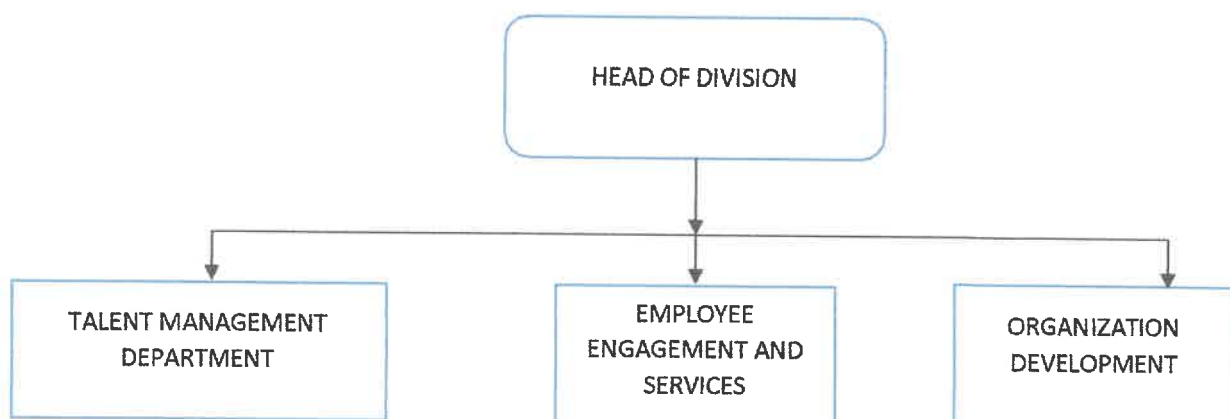 HEAD OF DIVISION
TALENT MANAGEMENT
DEPARTMENT
EMPLOYEE
ENGAGEMENT AND
SERVICES
ORGANIZATION
DEVELOPMENT